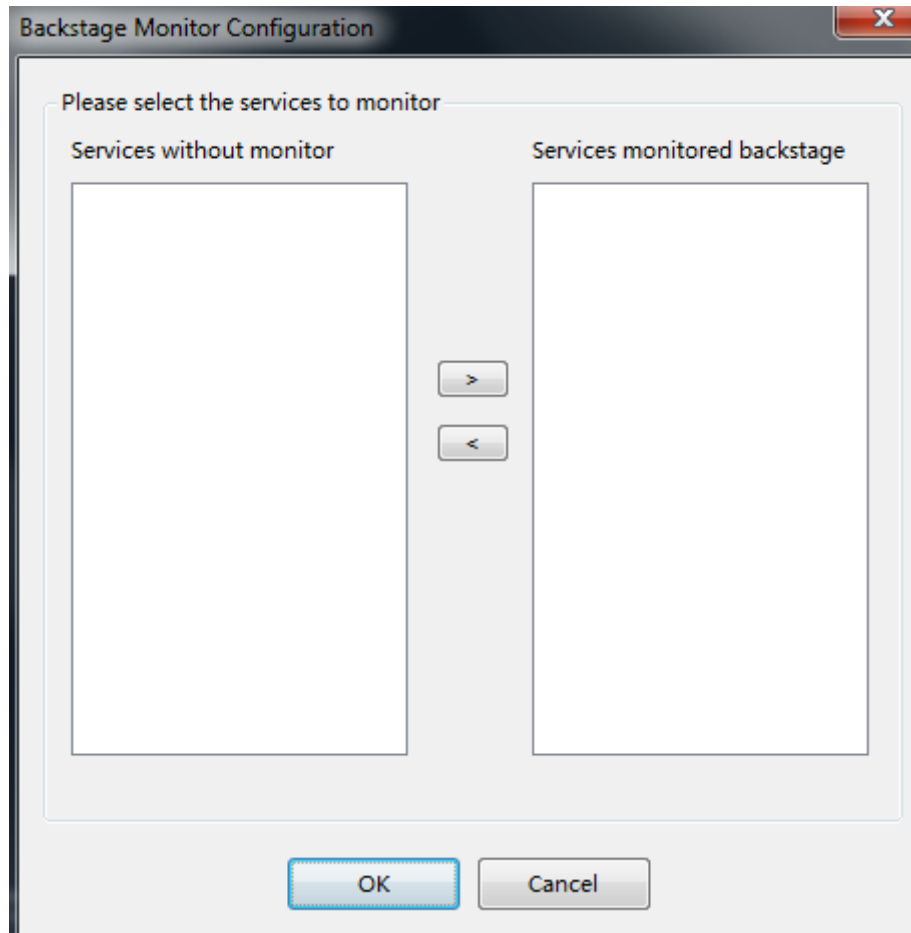 Backstage Monitor Configuration
X
Please select the services to monitor
Services without monitor
Services monitored backstage
>
<
OK
Cancel